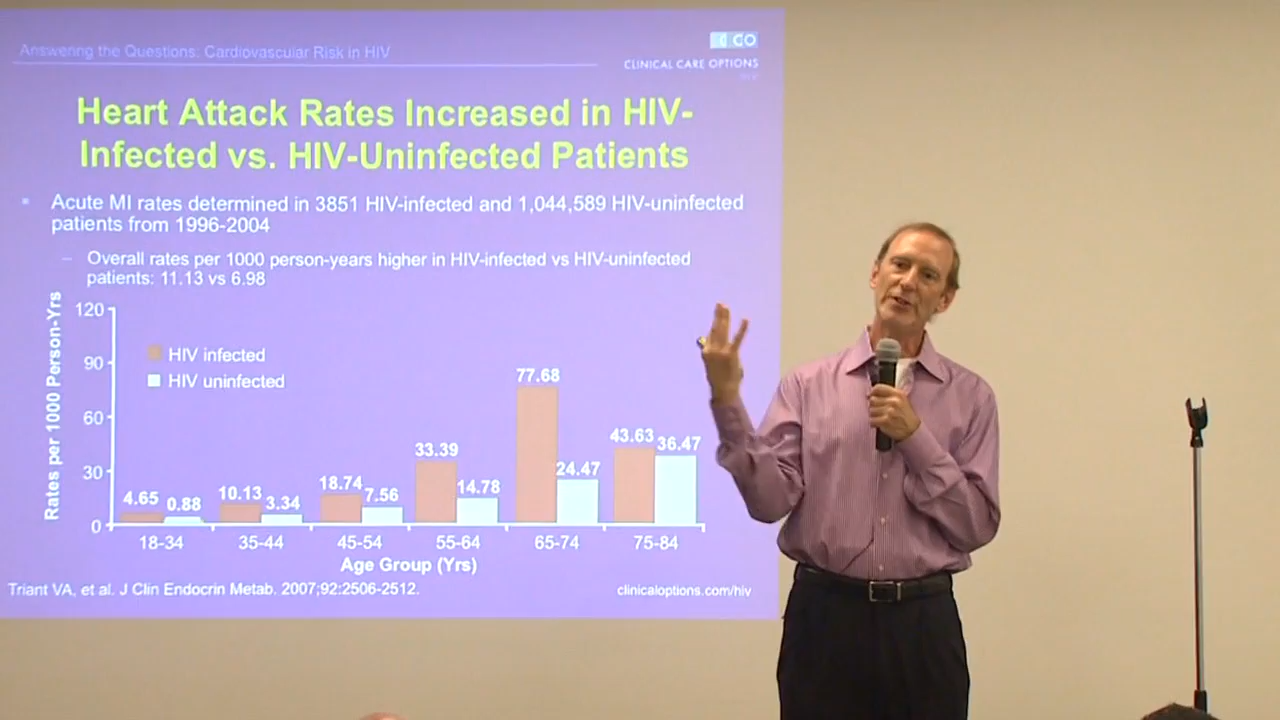 Answering the Questions: Cardiovascular Risk in HIV
CCO
CLINICAL CARE OPTIONS
Heart Attack Rates Increased in HIV-
Infected vs. HIV-Uninfected Patients
Acute MI rates determined in 3851 HIV-infected and 1,044,589 HIV-uninfected
patients from 1996-2004
– Overall rates per 1000 person-years higher in HIV-infected vs HIV-uninfected
patients: 11.13 vs 6.98
Rates per 1000 Person-Yrs
120
90
60
30
0
HIV infected
HIV uninfected
4.65 0.88
10.13 3.34
18.74 7.56
33.39 14.78
77.68 24.47
43.63 36.47
18-34 35-44 45-54 55-64 65-74 75-84
Age Group (Yrs)
Triant VA, et al. J Clin Endocrin Metab. 2007;92:2506-2512.
clinicaloptions.com/hiv